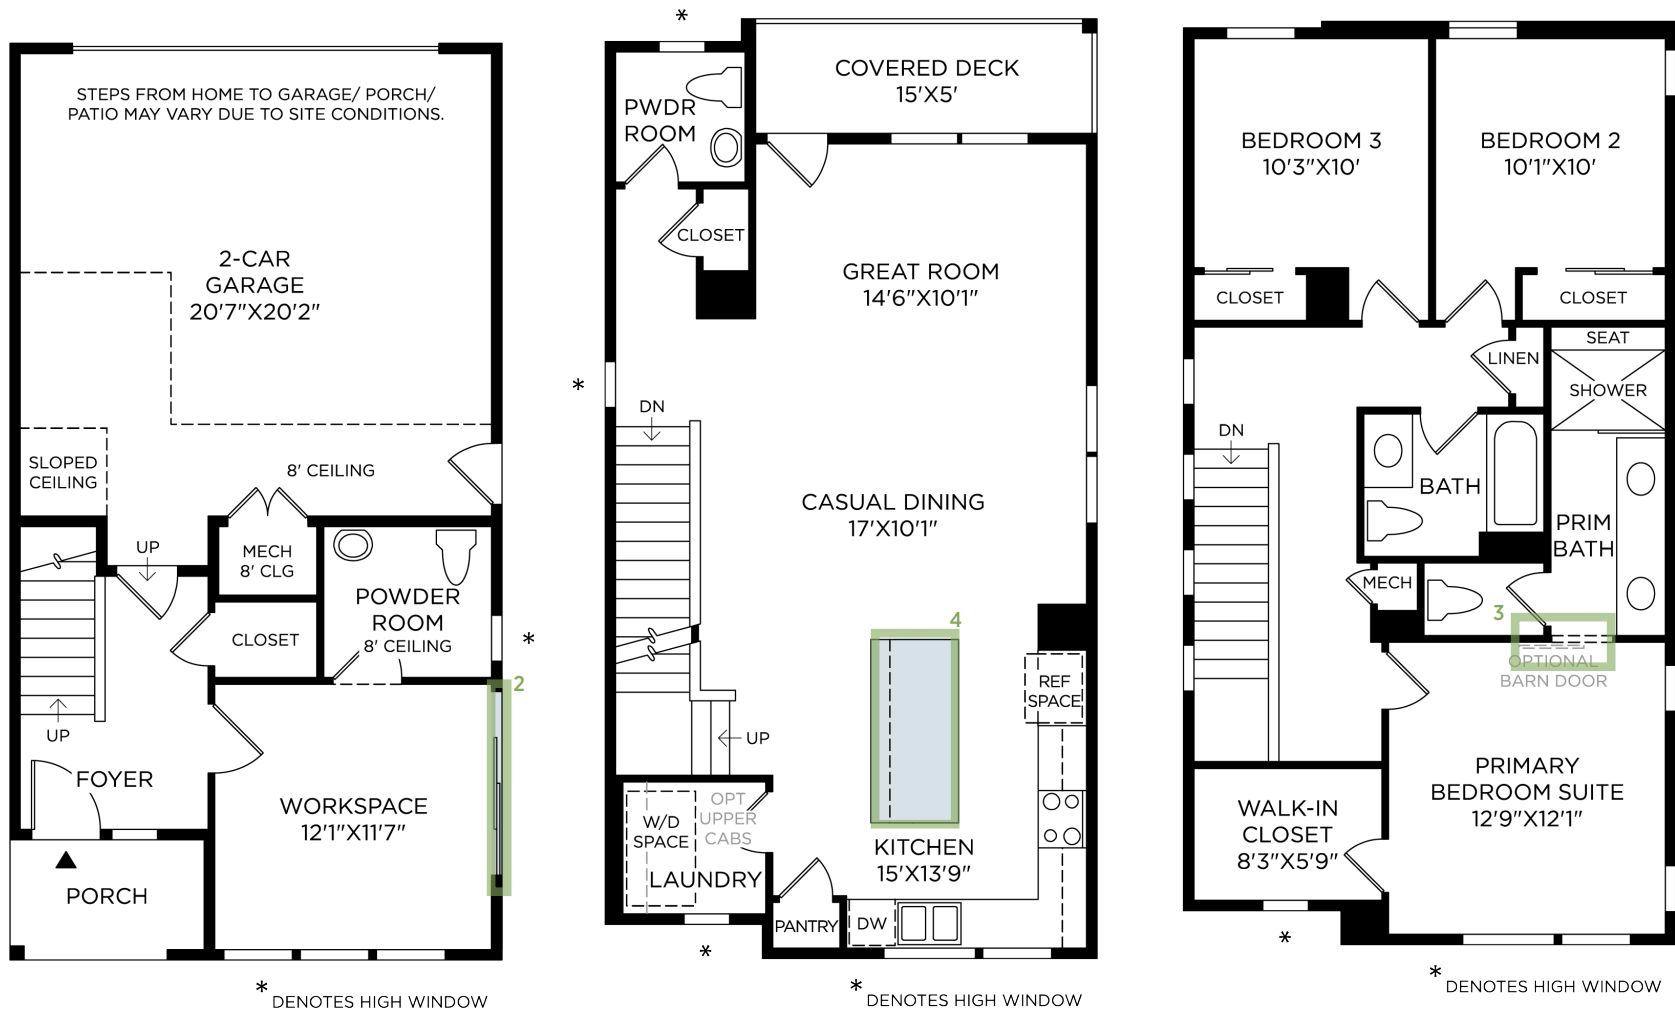 STEPS FROM HOME TO GARAGE/ PORCH/
PATIO MAY VARY DUE TO SITE CONDITIONS.
2-CAR
GARAGE
20'7"X20'2"
SLOPED
CEILING
8' CEILING
UP
MECH
8' CLG
POWDER
ROOM
8' CEILING
CLOSET
*
2
UP
FOYER
WORKSPACE
12'1"X11'7"
PORCH
* DENOTES HIGH WINDOW
*
COVERED DECK
15'X5'
PWDR
ROOM
CLOSET
GREAT ROOM
14'6"X10'1"
*
DN
CASUAL DINING
17'X10'1"
4
REF
SPACE
UP
OPT
UPPER
CABS
W/D
SPACE
LAUNDRY
KITCHEN
15'X13'9"
PANTRY
DW
*
* DENOTES HIGH WINDOW
BEDROOM 3
10'3"X10'
BEDROOM 2
10'1"X10'
CLOSET
CLOSET
SEAT
LINEN
SHOWER
DN
BATH
PRIM
BATH
MECH
3
OPTIONAL
BARN DOOR
PRIMARY
BEDROOM SUITE
12'9"X12'1"
WALK-IN
CLOSET
8'3"X5'9"
*
* DENOTES HIGH WINDOW